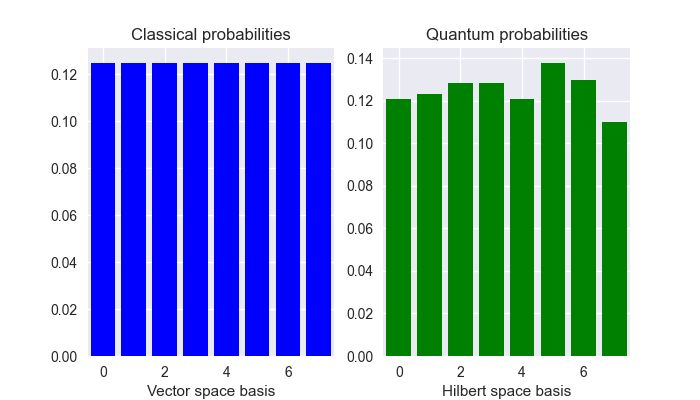 Classical probabilities
0.12
0.10
0.08
0.06
0.04
0.02
0.00
0 2 4 6
Vector space basis
Quantum probabilities
0.14
0.12
0.10
0.08
0.06
0.04
0.02
0.00
0 2 4 6
Hilbert space basis